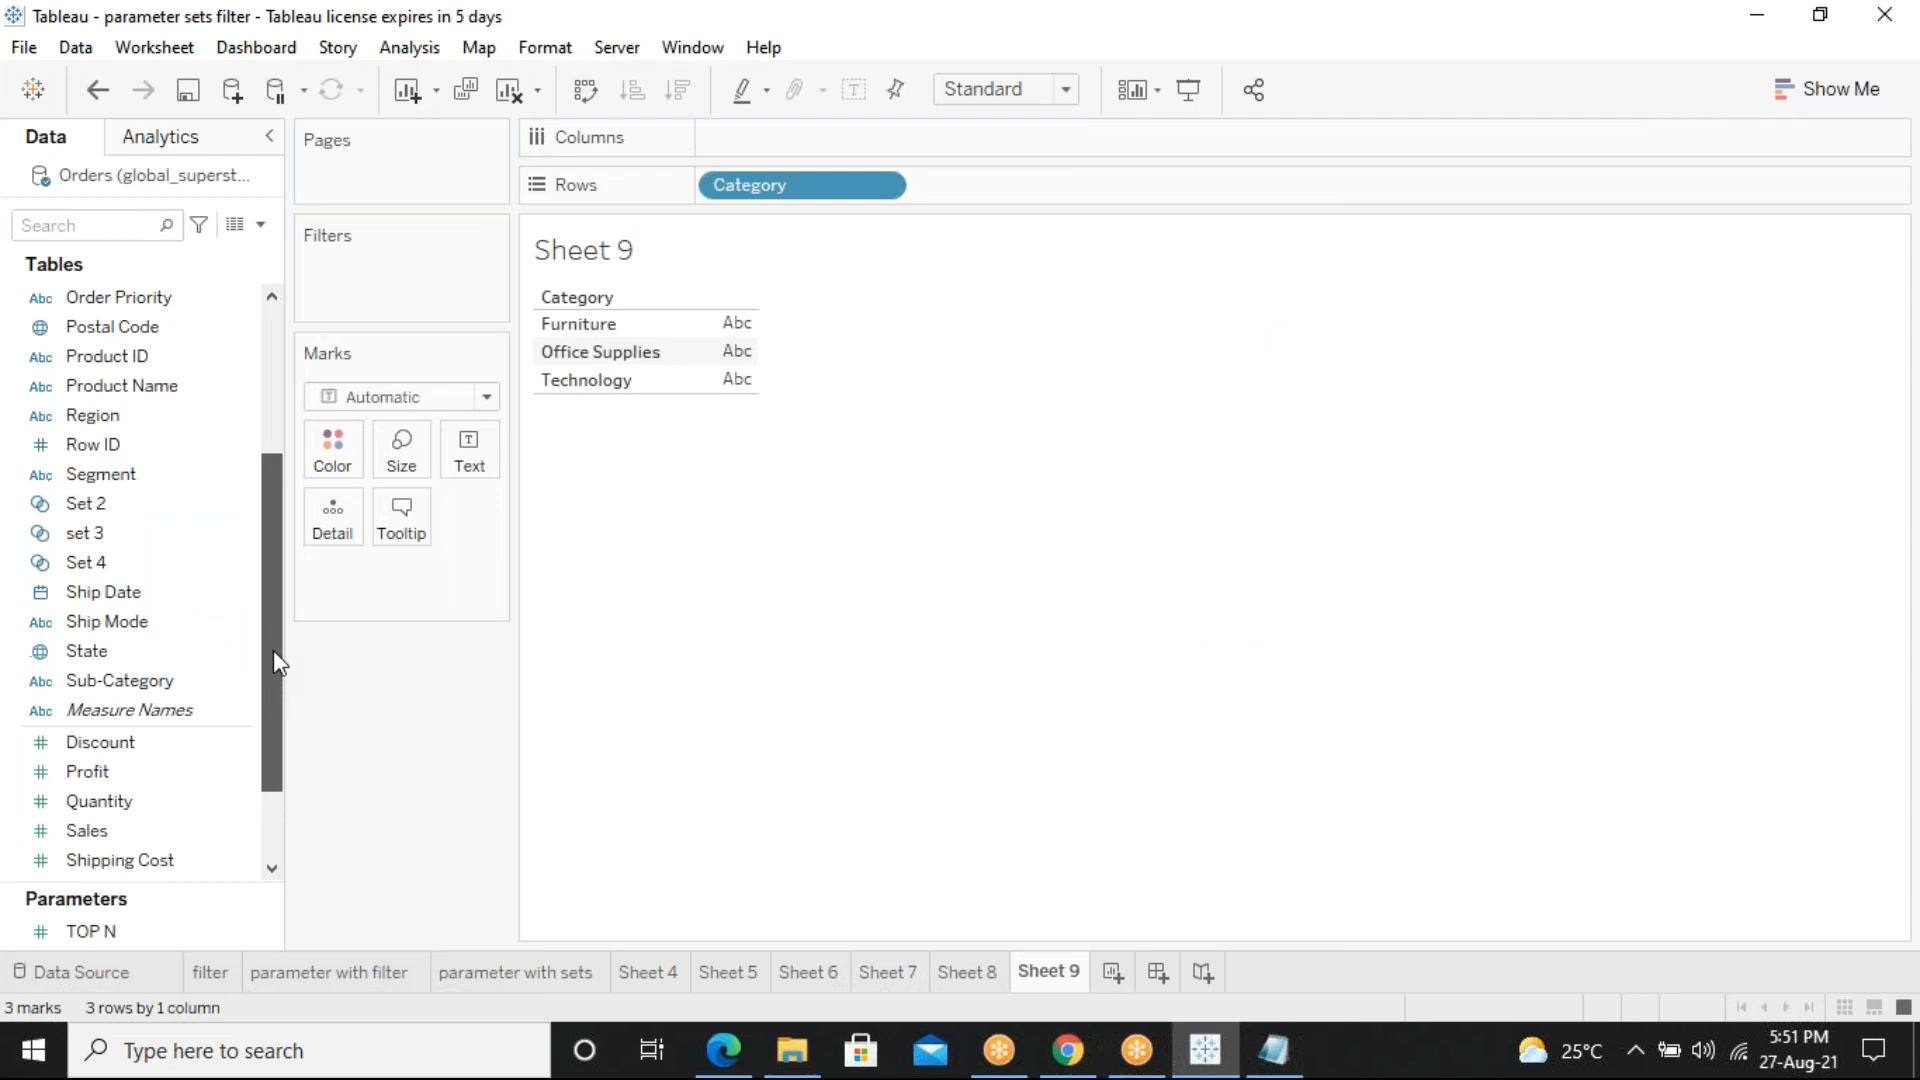 Tableau - parameter sets filter - Tableau license expires in 5 days
File Data Worksheet Dashboard Story Analysis Map Format Server Window Help
Standard
Show Me
Data Analytics
Orders (global_superst...
Search
Tables
Abc Order Priority
Postal Code
Abc Product ID
Abc Product Name
Abc Region
# Row ID
Abc Segment
Set 2
set 3
Set 4
Ship Date
Abc Ship Mode
State
Abc Sub-Category
Abc Measure Names
# Discount
# Profit
# Quantity
# Sales
# Shipping Cost
Parameters
# TOP N
Pages
Filters
Marks
Automatic
Color Size Text
Detail Tooltip
Columns
Rows Category
Sheet 9
Category
Furniture Abc
Office Supplies Abc
Technology Abc
Data Source filter parameter with filter parameter with sets Sheet 4 Sheet 5 Sheet 6 Sheet 7 Sheet 8 Sheet 9
3 marks 3 rows by 1 column
Type here to search
25°C
5:51 PM
27-Aug-21